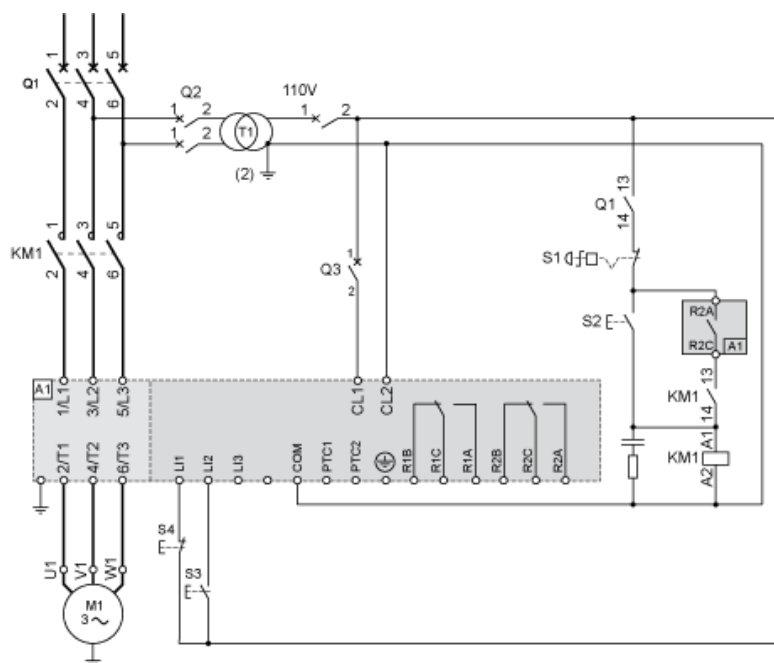 1 3 5
Q1
2 4 6
Q2
1 2
1 2
T1
(2)
110V
1 2
1 3 5
KM1
2 4 6
Q3
1
2
Q1
13
14
S1
S2
R2A
R2C
A1
13
KM1
14
A1
KM1
A2
A1
1/L1 3/L2 5/L3
CL1 CL2
2/T1 4/T2 6/T3
LI1 LI2 LI3 COM PTC1 PTC2 R1B R1C R1A R2B R2C R2A
S4
S3
U1 V1 W1
M1
3 ~